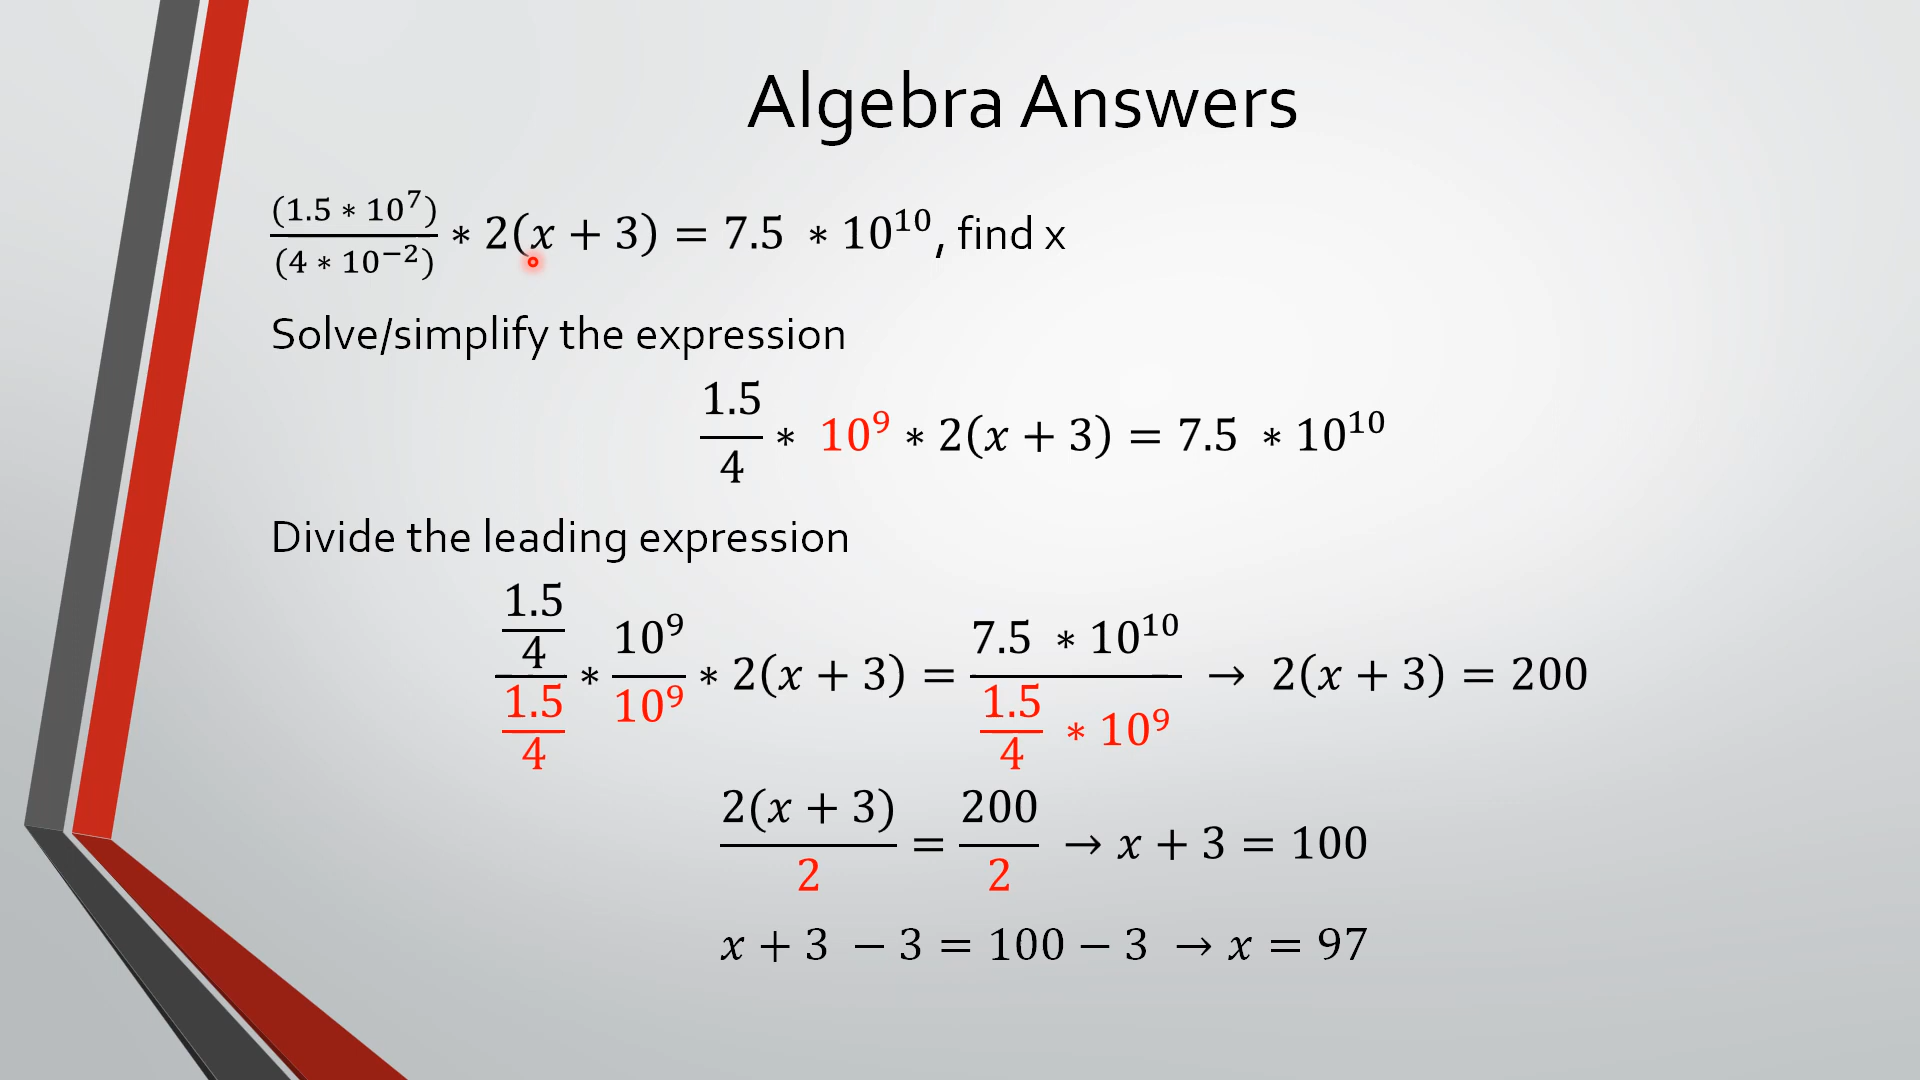 Algebra Answers
(1.5 ∗ 10⁷)/(4 ∗ 10⁻²) ∗ 2(x + 3) = 7.5 ∗ 10¹⁰, find x
Solve/simplify the expression
1.5/4 ∗ 10⁹ ∗ 2(x + 3) = 7.5 ∗ 10¹⁰
Divide the leading expression
(1.5/4)/(1.5/4) ∗ 10⁹/10⁹ ∗ 2(x + 3) = (7.5 ∗ 10¹⁰)/(1.5/4 ∗ 10⁹) → 2(x + 3) = 200
2(x + 3)/2 = 200/2 → x + 3 = 100
x + 3 − 3 = 100 − 3 → x = 97